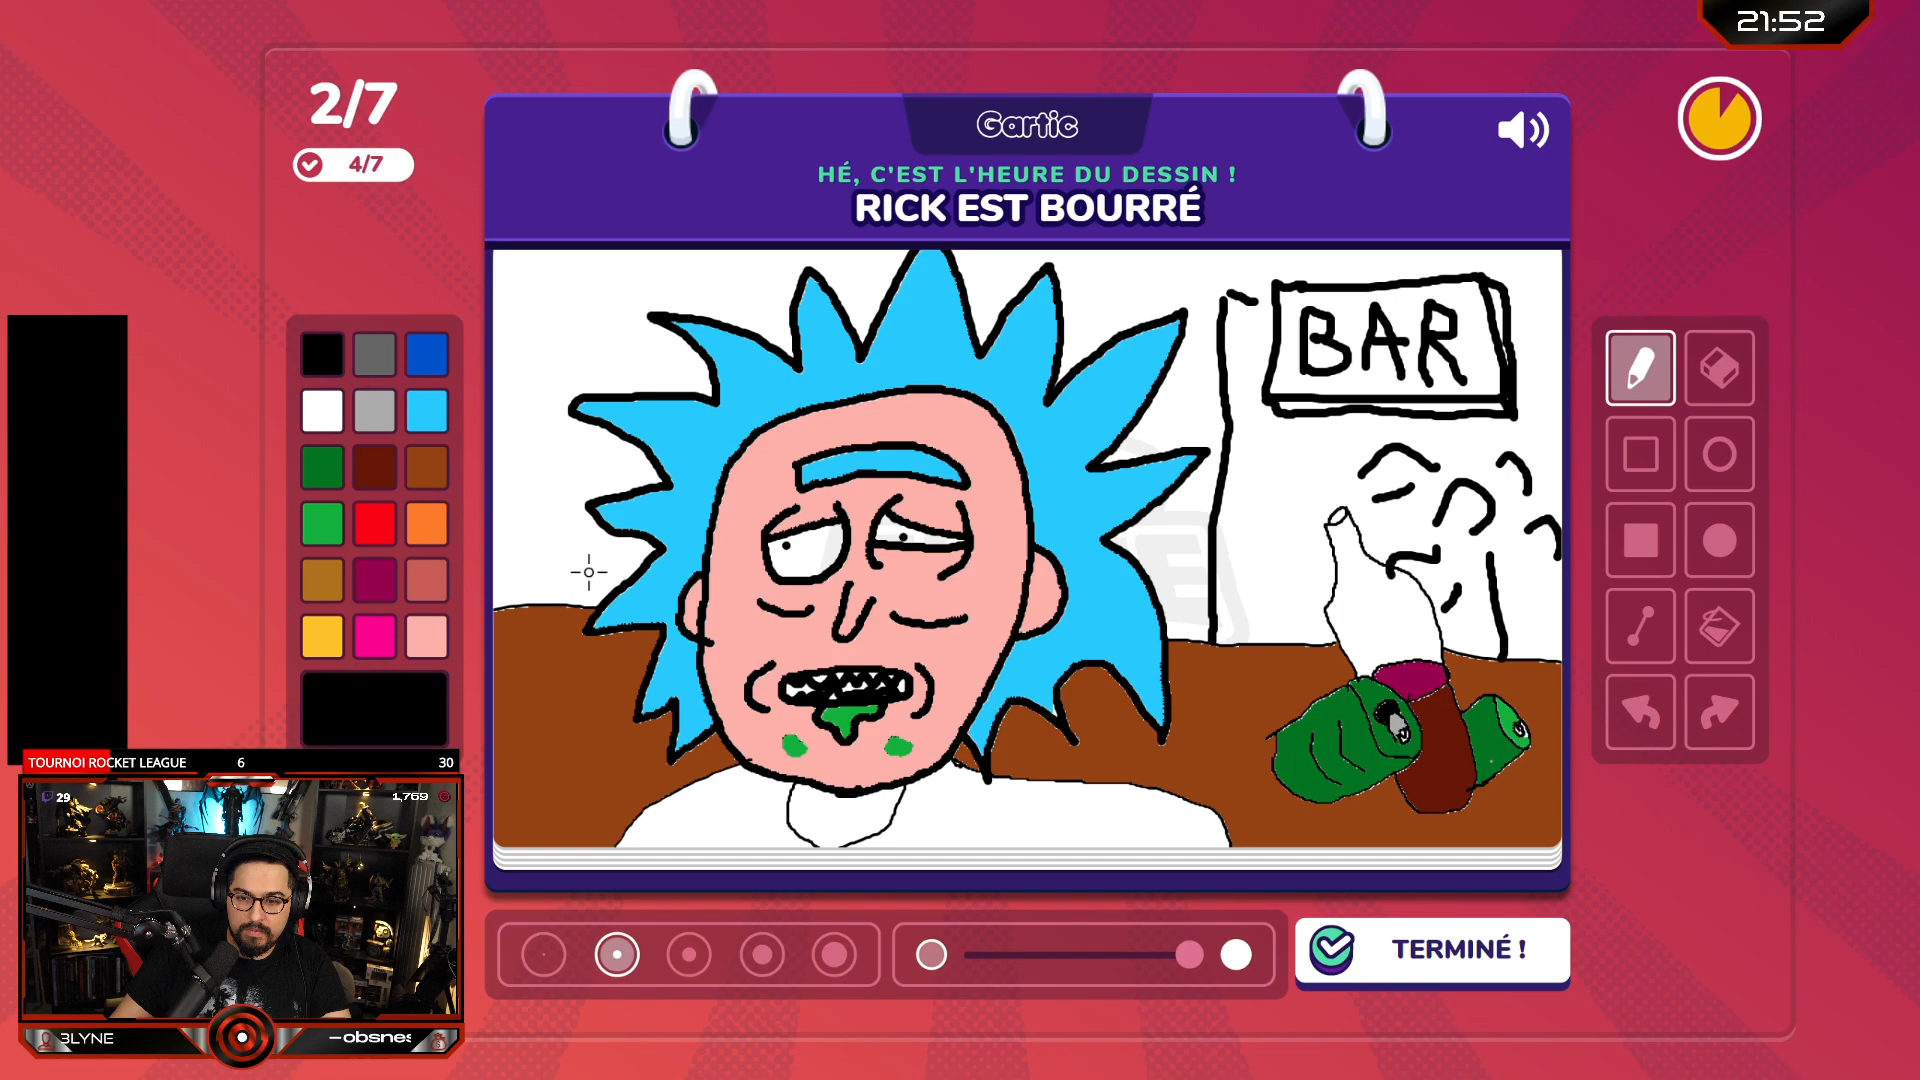 21:52
2/7
4/7
Gartic
HÉ, C'EST L'HEURE DU DESSIN !
RICK EST BOURRÉ
BAR
TOURNOI ROCKET LEAGUE 6 30
29 1,769
TERMINÉ !
3LYNE